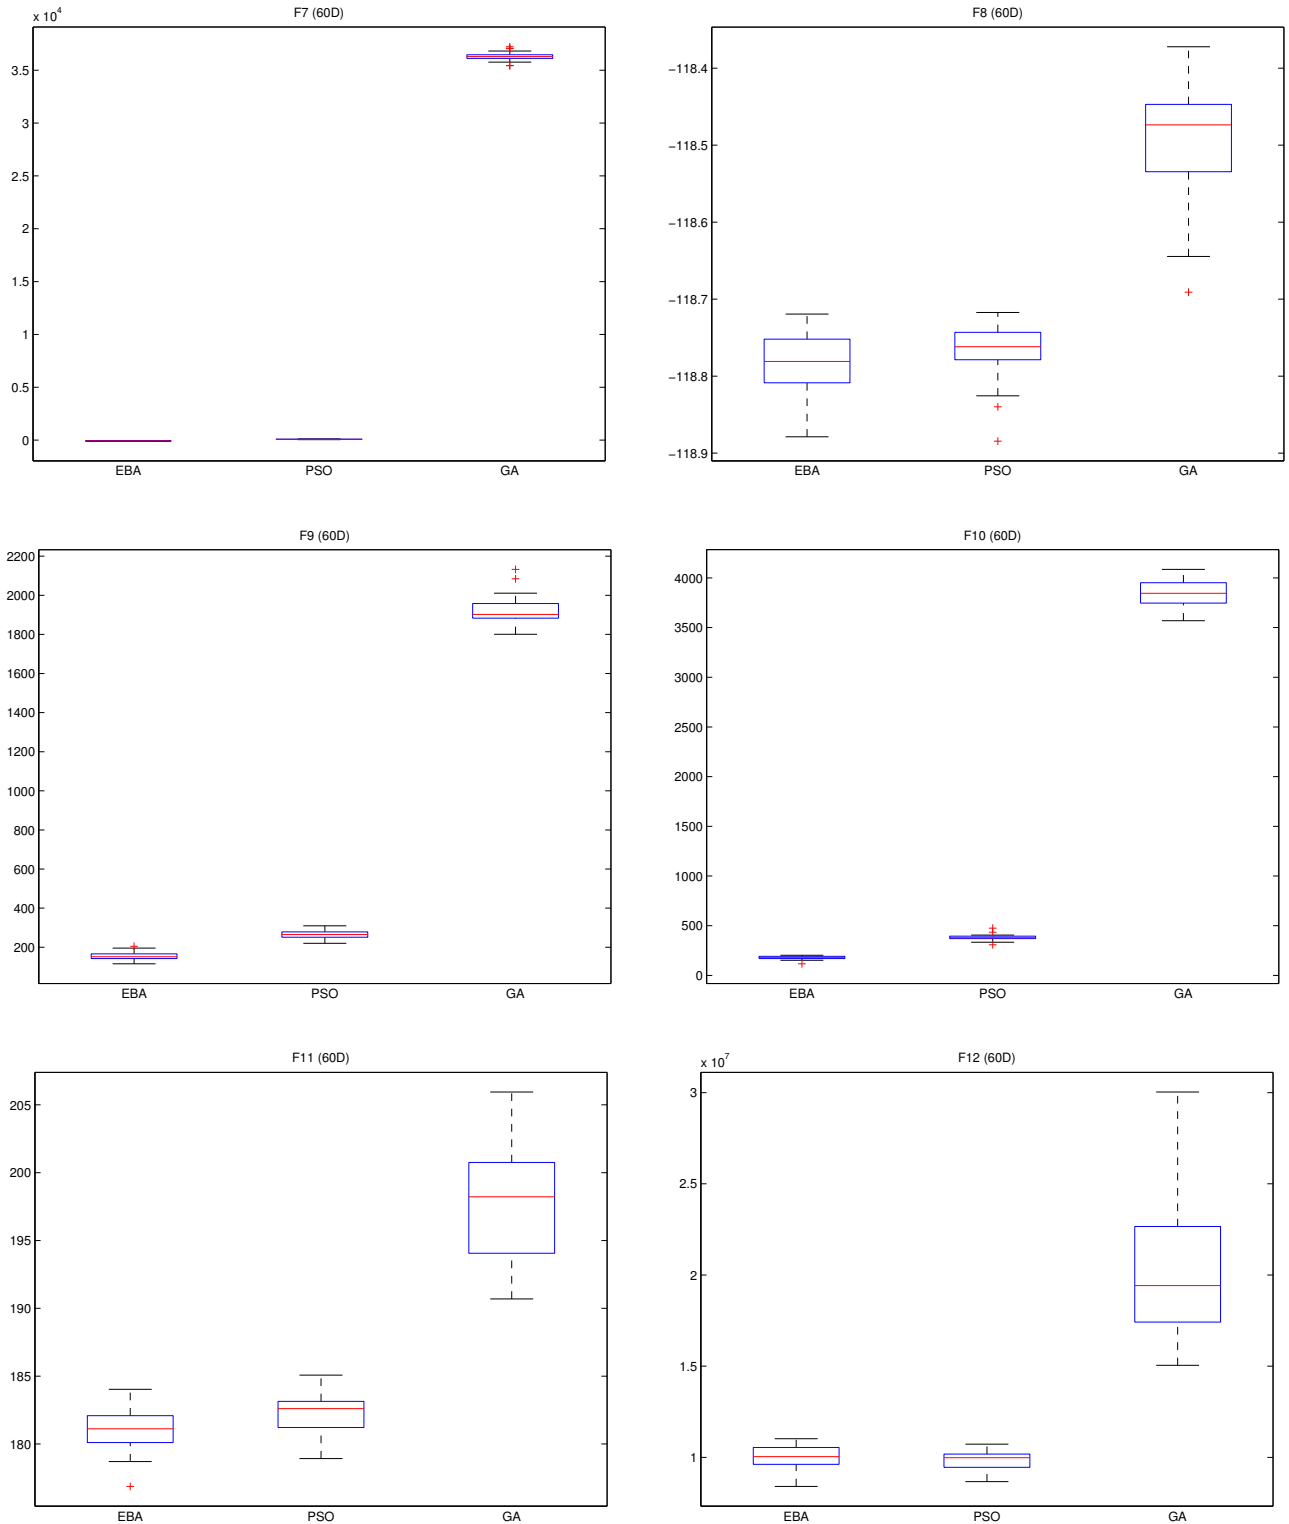 x 10^4
F7 (60D)
3.5
3
2.5
2
1.5
1
0.5
0
EBA
PSO
GA
F8 (60D)
−118.4
−118.5
−118.6
−118.7
−118.8
−118.9
EBA
PSO
GA
F9 (60D)
2200
2000
1800
1600
1400
1200
1000
800
600
400
200
EBA
PSO
GA
F10 (60D)
4000
3500
3000
2500
2000
1500
1000
500
0
EBA
PSO
GA
F11 (60D)
205
200
195
190
185
180
EBA
PSO
GA
x 10^7
F12 (60D)
3
2.5
2
1.5
1
EBA
PSO
GA